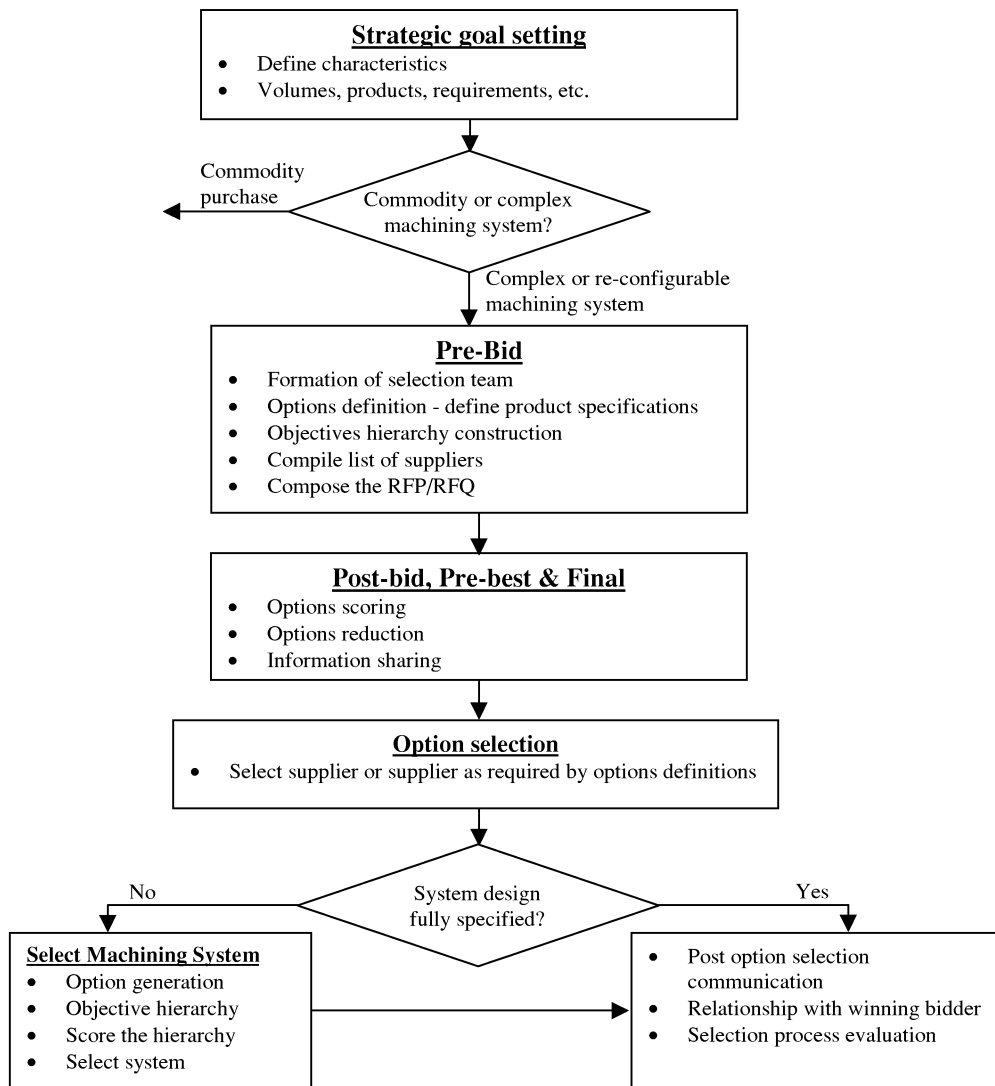 Strategic goal setting
• Define characteristics
• Volumes, products, requirements, etc.
Commodity
purchase
Commodity or complex
machining system?
Complex or re-configurable
machining system
Pre-Bid
• Formation of selection team
• Options definition - define product specifications
• Objectives hierarchy construction
• Compile list of suppliers
• Compose the RFP/RFQ
Post-bid, Pre-best & Final
• Options scoring
• Options reduction
• Information sharing
Option selection
• Select supplier or supplier as required by options definitions
System design
fully specified?
No
Yes
Select Machining System
• Option generation
• Objective hierarchy
• Score the hierarchy
• Select system
• Post option selection
communication
• Relationship with winning bidder
• Selection process evaluation